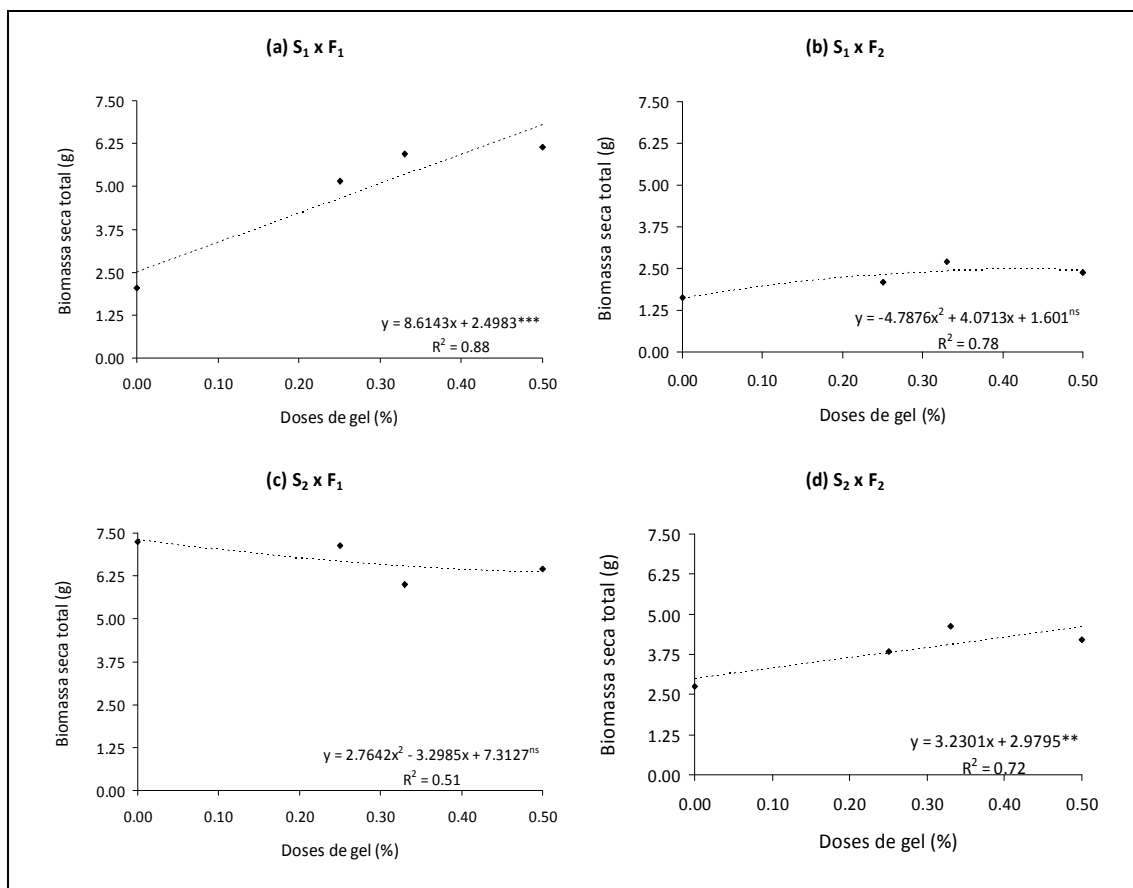 (a) S₁ x F₁
7.50
6.25
5.00
3.75
2.50
1.25
0.00
Biomassa seca total (g)
y = 8.6143x + 2.4983***
R² = 0.88
0.00 0.10 0.20 0.30 0.40 0.50
Doses de gel (%)
(b) S₁ x F₂
7.50
6.25
5.00
3.75
2.50
1.25
0.00
Biomassa seca total (g)
y = -4.7876x² + 4.0713x + 1.601ⁿˢ
R² = 0.78
0.00 0.10 0.20 0.30 0.40 0.50
Doses de gel (%)
(c) S₂ x F₁
7.50
6.25
5.00
3.75
2.50
1.25
0.00
Biomassa seca total (g)
y = 2.7642x² - 3.2985x + 7.3127ⁿˢ
R² = 0.51
0.00 0.10 0.20 0.30 0.40 0.50
Doses de gel (%)
(d) S₂ x F₂
7.50
6.25
5.00
3.75
2.50
1.25
0.00
Biomassa seca total (g)
y = 3.2301x + 2.9795**
R² = 0.72
0.00 0.10 0.20 0.30 0.40 0.50
Doses de gel (%)